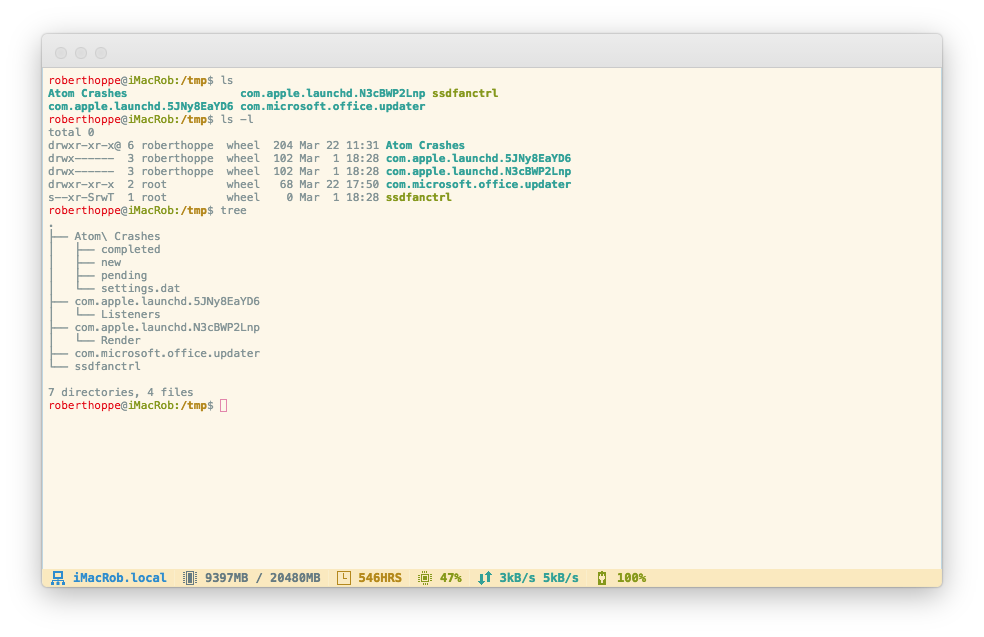 roberthoppe@iMacRob:/tmp$ ls
Atom Crashes                 com.apple.launchd.N3cBWP2Lnp ssdfanctrl
com.apple.launchd.5JNy8EaYD6 com.microsoft.office.updater
roberthoppe@iMacRob:/tmp$ ls -l
total 0
drwxr-xr-x@ 6 roberthoppe  wheel  204 Mar 22 11:31 Atom Crashes
drwx------  3 roberthoppe  wheel  102 Mar  1 18:28 com.apple.launchd.5JNy8EaYD6
drwx------  3 roberthoppe  wheel  102 Mar  1 18:28 com.apple.launchd.N3cBWP2Lnp
drwxr-xr-x  2 root         wheel   68 Mar 22 17:50 com.microsoft.office.updater
s--xr-SrwT  1 root         wheel    0 Mar  1 18:28 ssdfanctrl
roberthoppe@iMacRob:/tmp$ tree
.
├── Atom\ Crashes
│   ├── completed
│   ├── new
│   ├── pending
│   └── settings.dat
├── com.apple.launchd.5JNy8EaYD6
│   └── Listeners
├── com.apple.launchd.N3cBWP2Lnp
│   └── Render
├── com.microsoft.office.updater
└── ssdfanctrl

7 directories, 4 files
roberthoppe@iMacRob:/tmp$
iMacRob.local 9397MB / 20480MB 546HRS 47% 3kB/s 5kB/s 100%